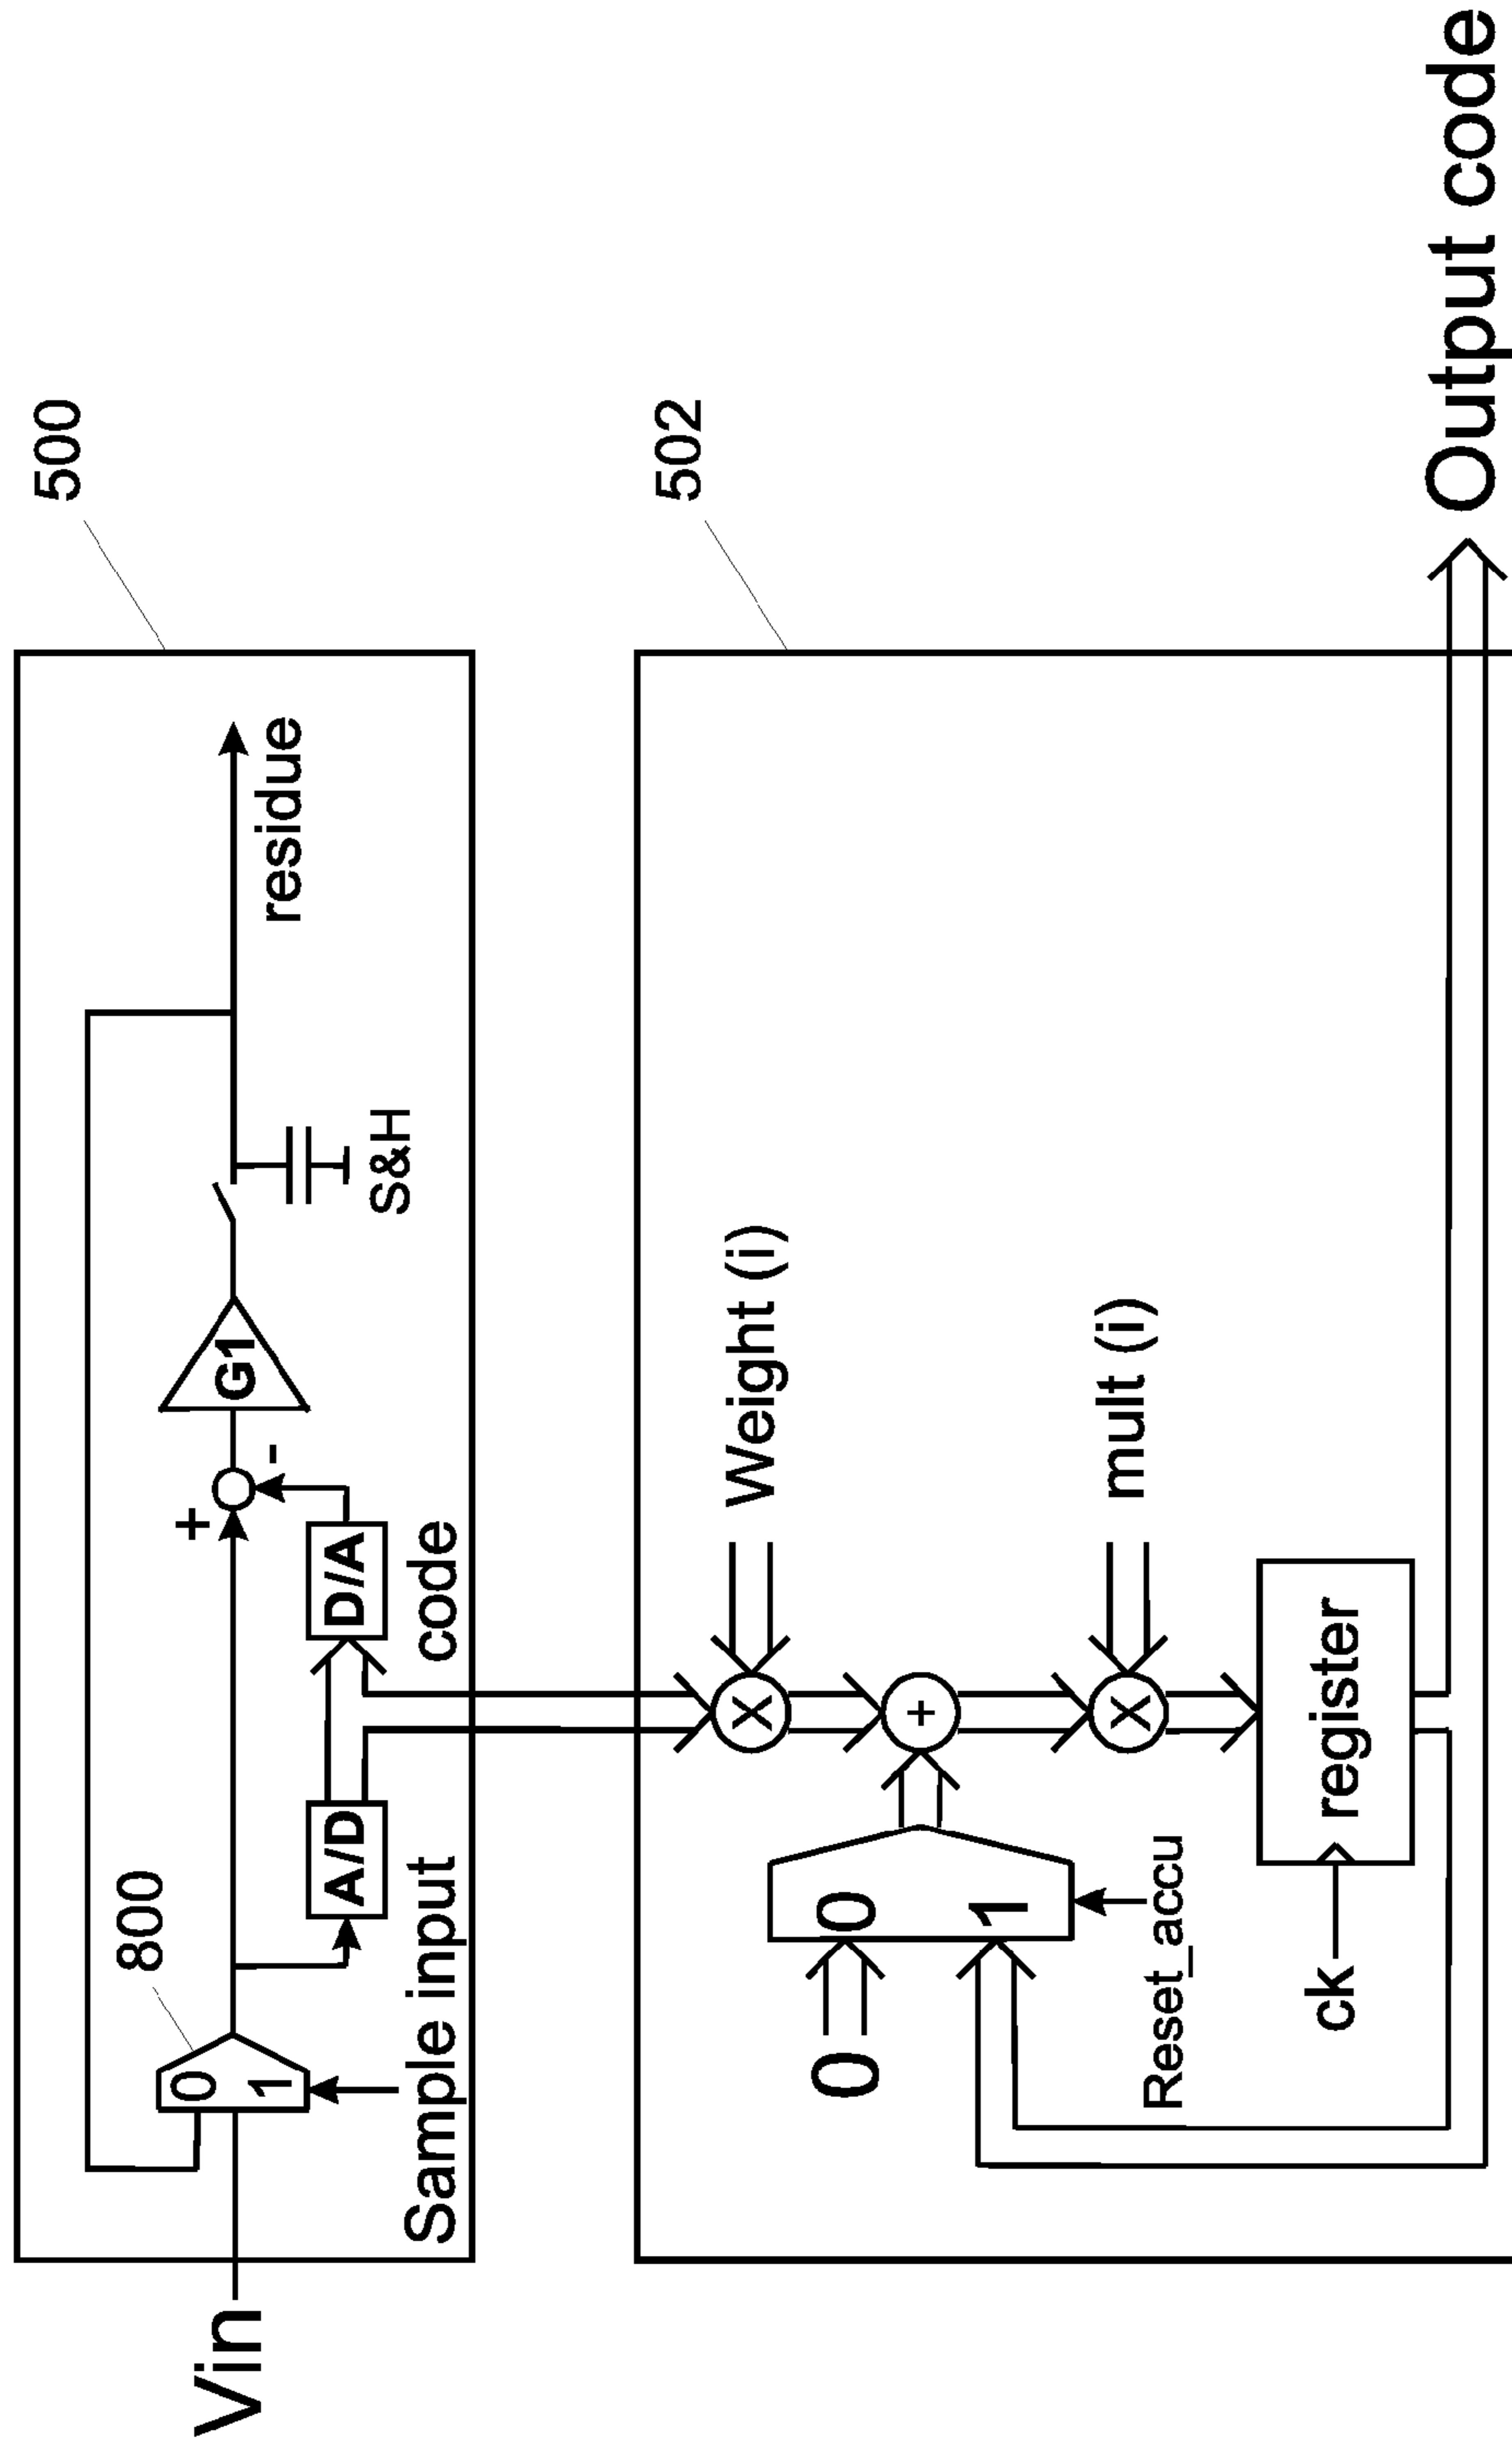 500
800
0
1
Vin
Sample input
A/D
D/A
code
+
-
G1
S&H
residue
502
Weight (i)
X
+
0
0
1
Reset_accu
mult (i)
X
ck
register
Output code